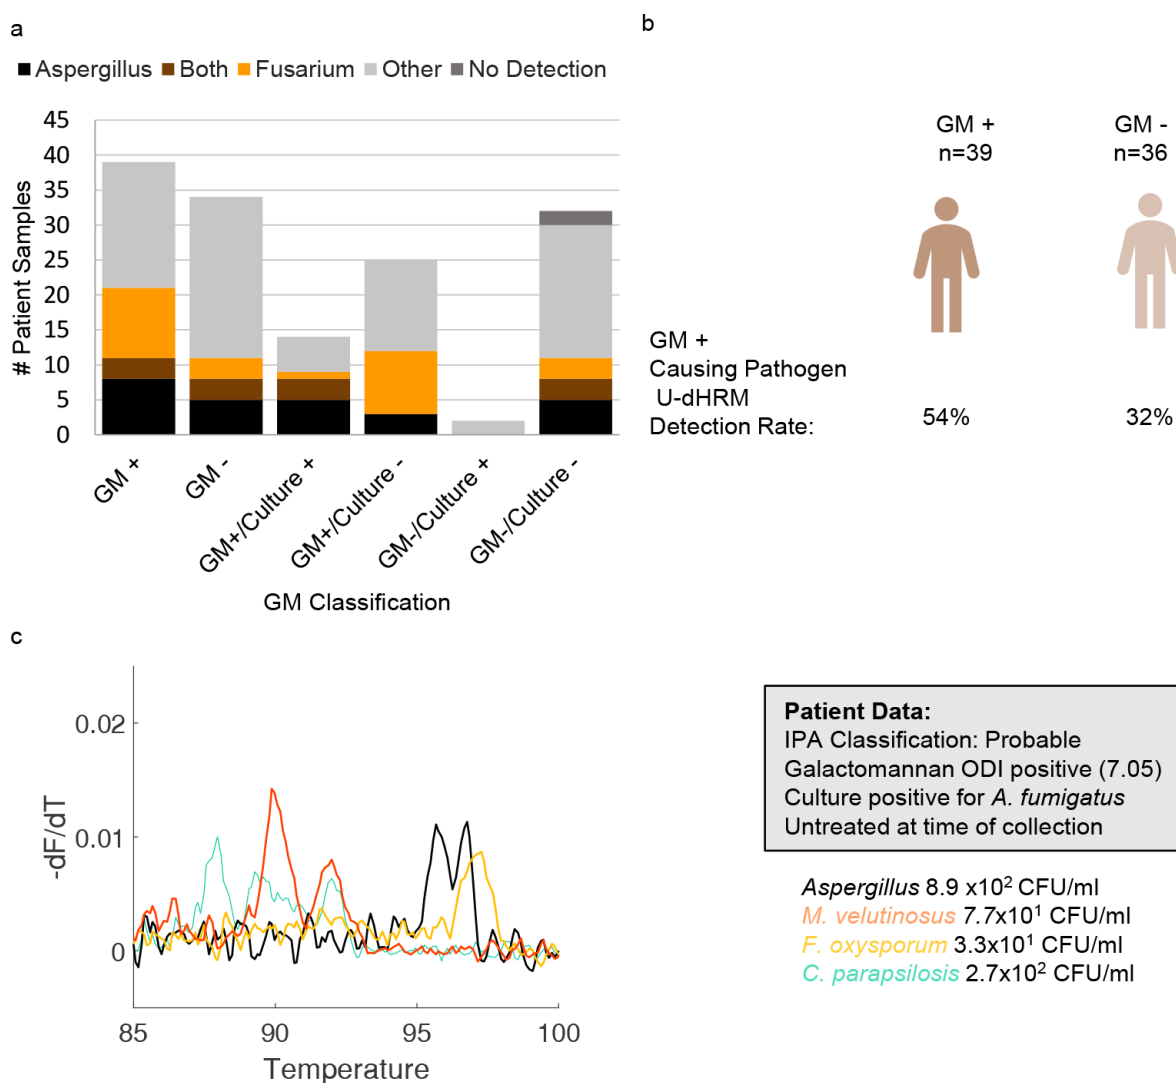 a
Aspergillus Both Fusarium Other No Detection
# Patient Samples
45
40
35
30
25
20
15
10
5
0
GM +
GM -
GM+/Culture +
GM+/Culture -
GM-/Culture +
GM-/Culture -
GM Classification
b
GM +
n=39
GM -
n=36
GM +
Causing Pathogen
U-dHRM
Detection Rate:
54%
32%
c
-dF/dT
0.02
0.01
0
85 90 95 100
Temperature
Patient Data:
IPA Classification: Probable
Galactomannan ODI positive (7.05)
Culture positive for A. fumigatus
Untreated at time of collection
Aspergillus 8.9 x10² CFU/ml
M. velutinosus 7.7x10¹ CFU/ml
F. oxysporum 3.3x10¹ CFU/ml
C. parapsilosis 2.7x10² CFU/ml